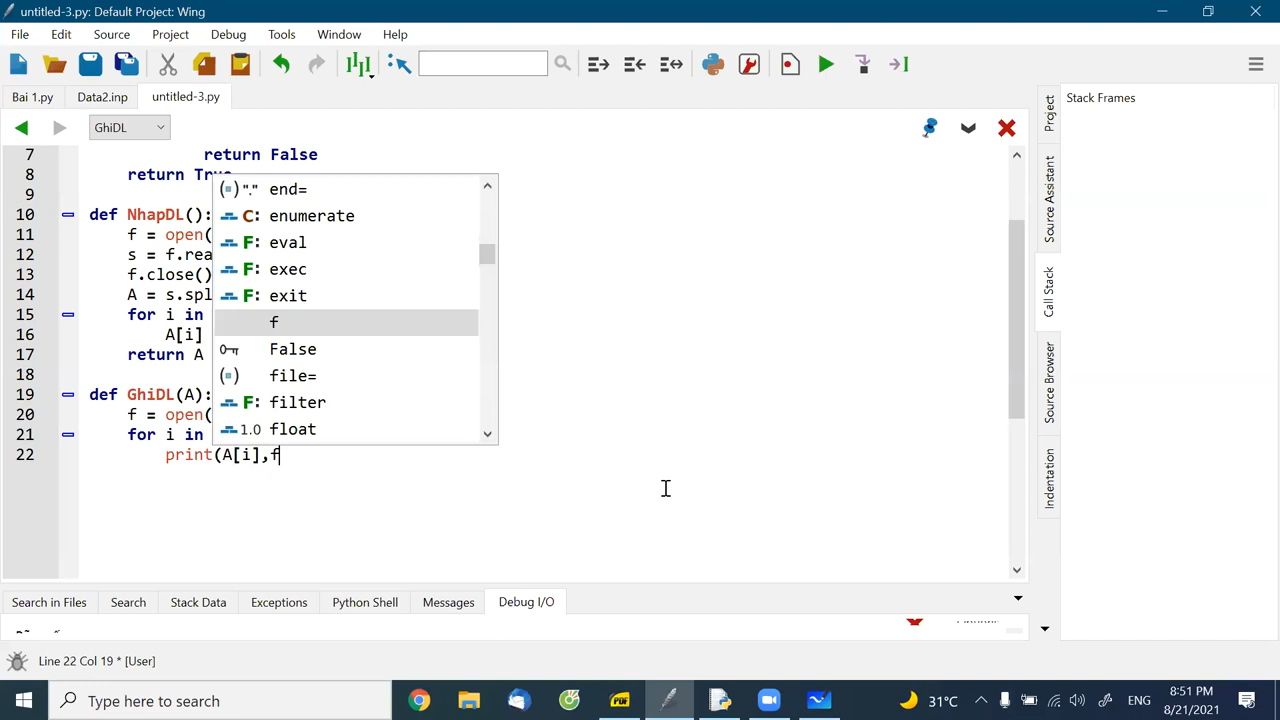 untitled-3.py: Default Project: Wing
File Edit Source Project Debug Tools Window Help
Bai 1.py Data2.inp untitled-3.py
GhiDL
Stack Frames
7 return False
8 return True
9
10 def NhapDL():
11 f = open(
12 s = f.rea
13 f.close()
14 A = s.spl
15 for i in
16 A[i]
17 return A
18
19 def GhiDL(A):
20 f = open(
21 for i in
22 print(A[i],f
"." end=
C: enumerate
F: eval
F: exec
F: exit
f
False
file=
F: filter
1.0 float
Project
Source Assistant
Call Stack
Source Browser
Indentation
Search in Files Search Stack Data Exceptions Python Shell Messages Debug I/O
Line 22 Col 19 * [User]
Type here to search
31°C ENG 8:51 PM
8/21/2021